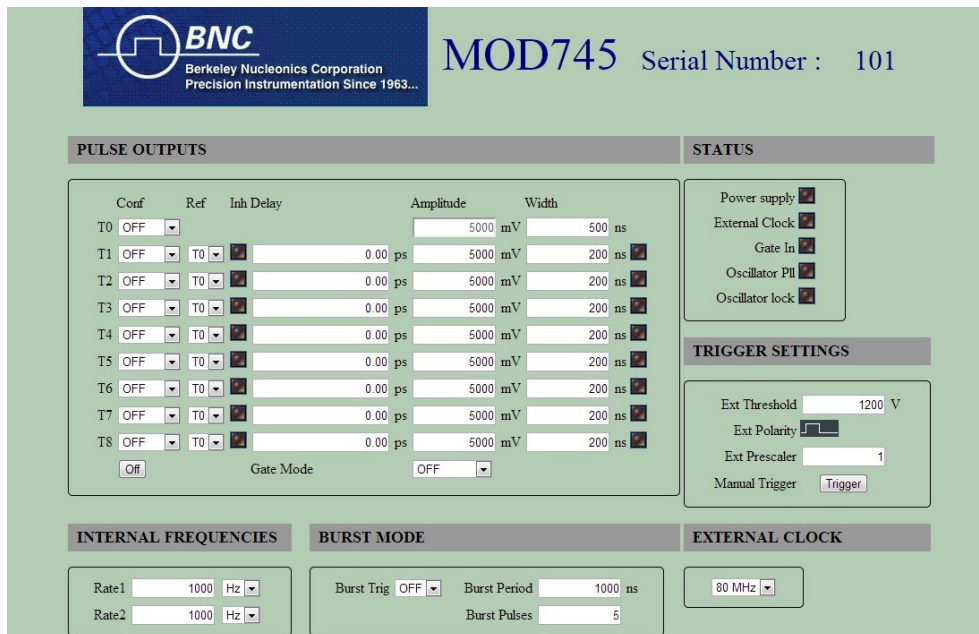 BNC
Berkeley Nucleonics Corporation
Precision Instrumentation Since 1963...
MOD745 Serial Number : 101
PULSE OUTPUTS
Conf Ref Inh Delay Amplitude Width
T0 OFF 5000 mV 500 ns
T1 OFF T0 0.00 ps 5000 mV 200 ns
T2 OFF T0 0.00 ps 5000 mV 200 ns
T3 OFF T0 0.00 ps 5000 mV 200 ns
T4 OFF T0 0.00 ps 5000 mV 200 ns
T5 OFF T0 0.00 ps 5000 mV 200 ns
T6 OFF T0 0.00 ps 5000 mV 200 ns
T7 OFF T0 0.00 ps 5000 mV 200 ns
T8 OFF T0 0.00 ps 5000 mV 200 ns
Off Gate Mode OFF
STATUS
Power supply
External Clock
Gate In
Oscillator Pll
Oscillator lock
TRIGGER SETTINGS
Ext Threshold 1200 V
Ext Polarity
Ext Prescaler 1
Manual Trigger Trigger
INTERNAL FREQUENCIES
Rate1 1000 Hz
Rate2 1000 Hz
BURST MODE
Burst Trig OFF Burst Period 1000 ns
Burst Pulses 5
EXTERNAL CLOCK
80 MHz